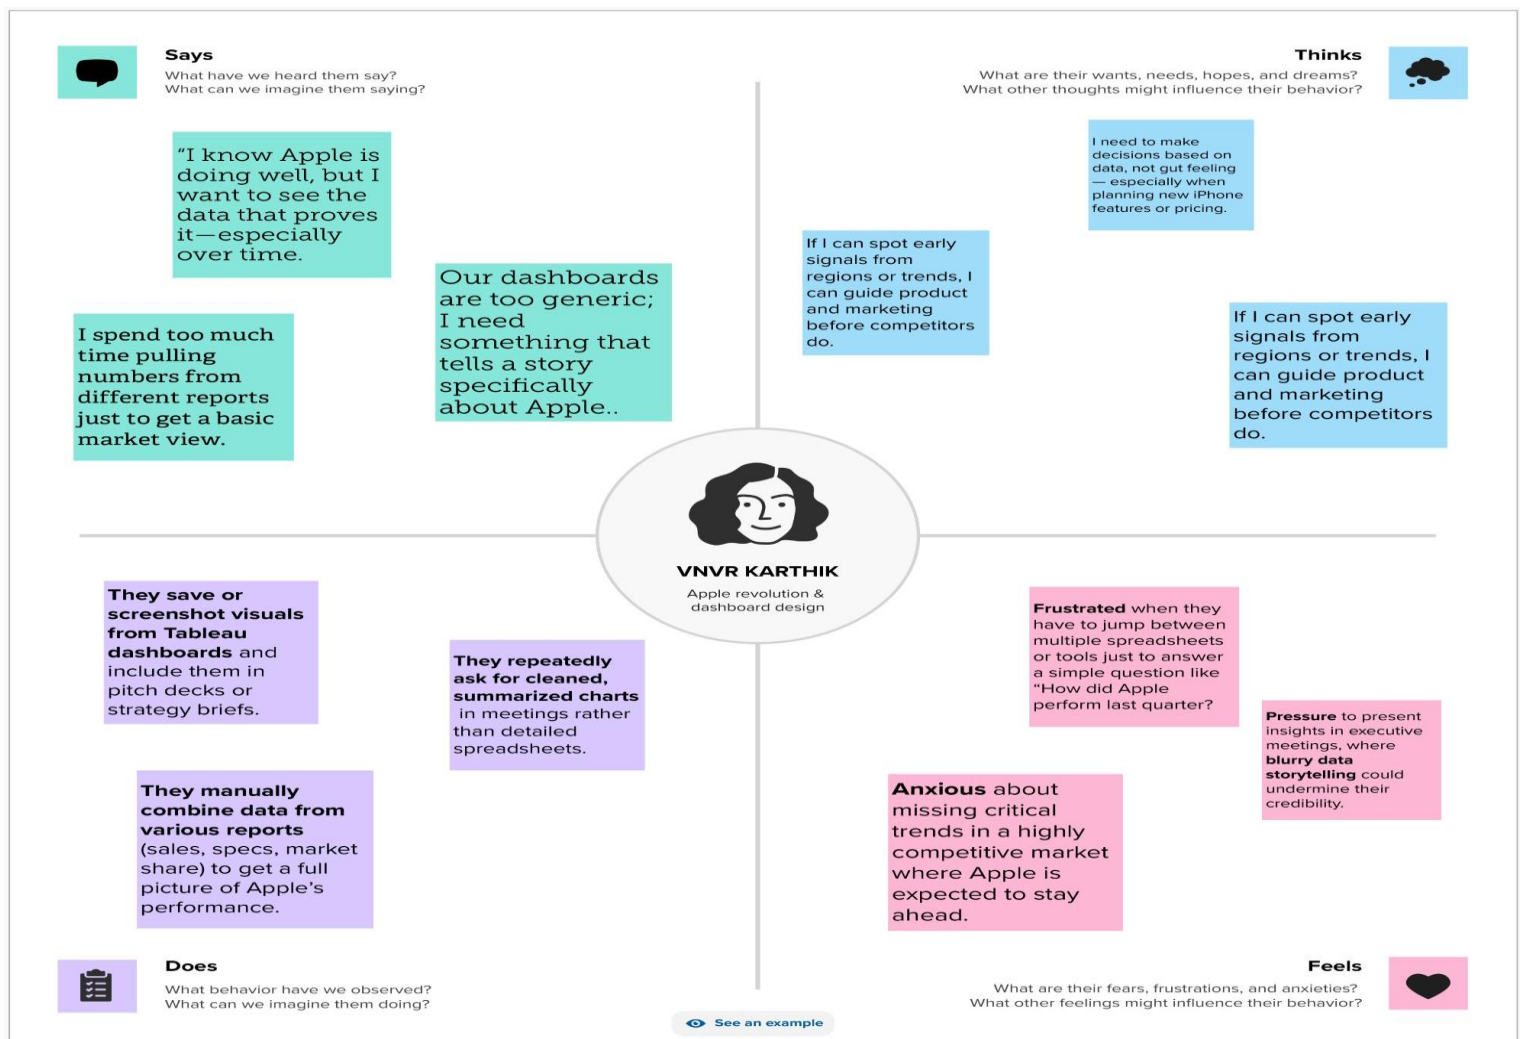 Says
What have we heard them say?
What can we imagine them saying?
"I know Apple is
doing well, but I
want to see the
data that proves
it—especially
over time.
Our dashboards
are too generic;
I need
something that
tells a story
specifically
about Apple..
I spend too much
time pulling
numbers from
different reports
just to get a basic
market view.
Thinks
What are their wants, needs, hopes, and dreams?
What other thoughts might influence their behavior?
I need to make
decisions based on
data, not gut feeling
— especially when
planning new iPhone
features or pricing.
If I can spot early
signals from
regions or trends, I
can guide product
and marketing
before competitors
do.
If I can spot early
signals from
regions or trends, I
can guide product
and marketing
before competitors
do.
VNVR KARTHIK
Apple revolution &
dashboard design
They save or
screenshot visuals
from Tableau
dashboards and
include them in
pitch decks or
strategy briefs.
They repeatedly
ask for cleaned,
summarized charts
in meetings rather
than detailed
spreadsheets.
They manually
combine data from
various reports
(sales, specs, market
share) to get a full
picture of Apple's
performance.
Does
What behavior have we observed?
What can we imagine them doing?
Frustrated when they
have to jump between
multiple spreadsheets
or tools just to answer
a simple question like
"How did Apple
perform last quarter?
Pressure to present
insights in executive
meetings, where
blurry data
storytelling could
undermine their
credibility.
Anxious about
missing critical
trends in a highly
competitive market
where Apple is
expected to stay
ahead.
Feels
What are their fears, frustrations, and anxieties?
What other feelings might influence their behavior?
See an example